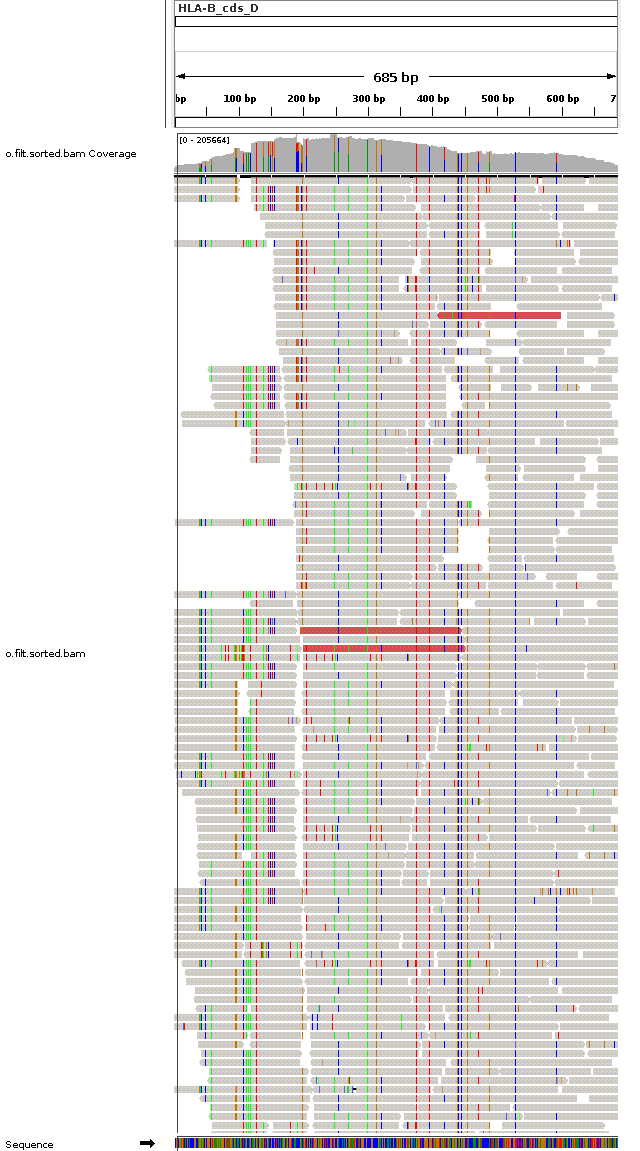 HLA-B_cds_D
685 bp
bp 100 bp 200 bp 300 bp 400 bp 500 bp 600 bp 7
[0 - 205664]
o.filt.sorted.bam Coverage
o.filt.sorted.bam
Sequence